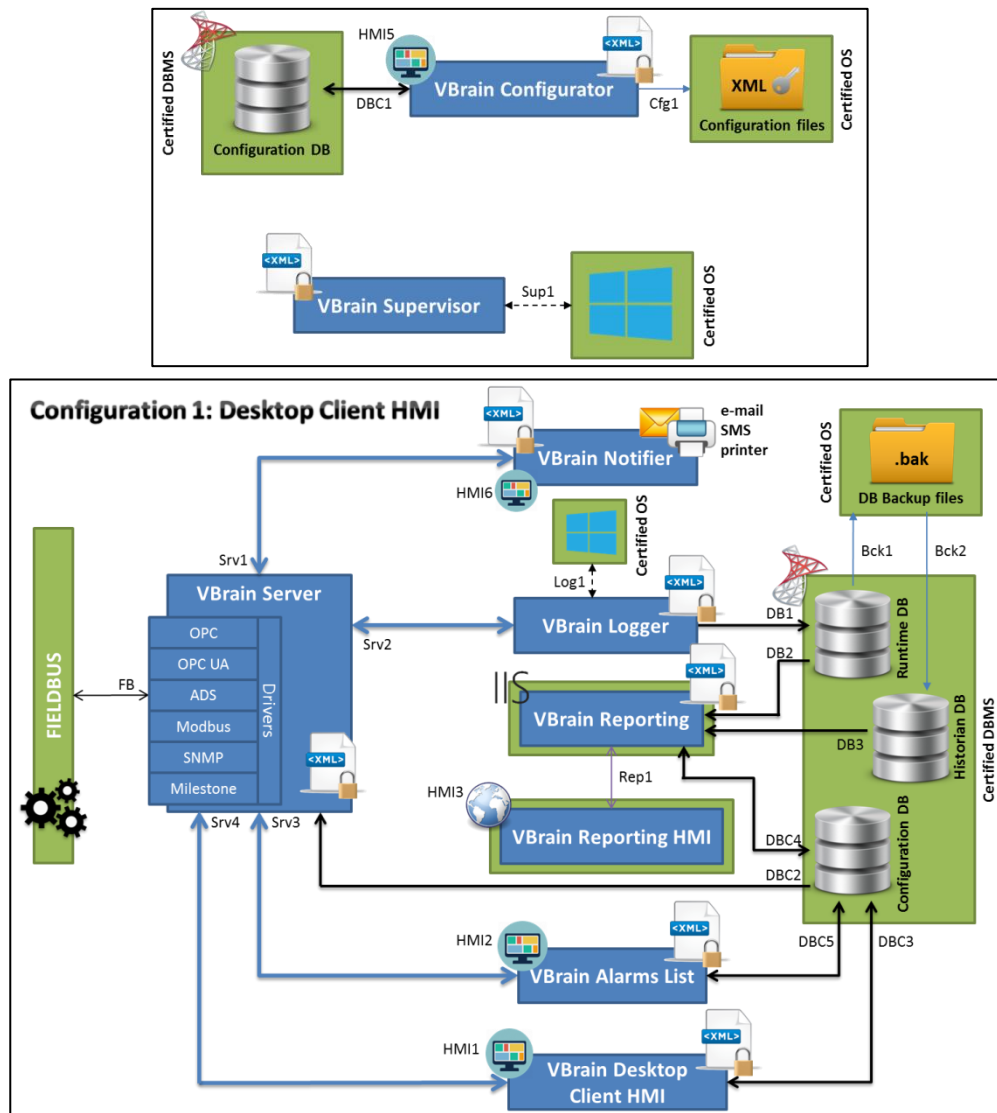 HMI5
<XML>
Certified DBMS
Configuration DB
DBC1
VBrain Configurator
Cfg1
XML
Configuration files
Certified OS
<XML>
VBrain Supervisor
Sup1
Certified OS
Configuration 1: Desktop Client HMI
<XML>
e-mail
SMS
printer
VBrain Notifier
HMI6
Certified OS
.bak
DB Backup files
Certified OS
Log1
Bck1
Bck2
Srv1
FIELDBUS
FB
VBrain Server
OPC
OPC UA
ADS
Modbus
SNMP
Milestone
Drivers
<XML>
Srv2
<XML>
VBrain Logger
DB1
DB2
Runtime DB
IIS
<XML>
VBrain Reporting
DB3
Historian DB
Certified DBMS
Rep1
HMI3
VBrain Reporting HMI
DBC4
DBC2
Configuration DB
Srv4
Srv3
DBC5
DBC3
HMI2
<XML>
VBrain Alarms List
HMI1
<XML>
VBrain Desktop
Client HMI